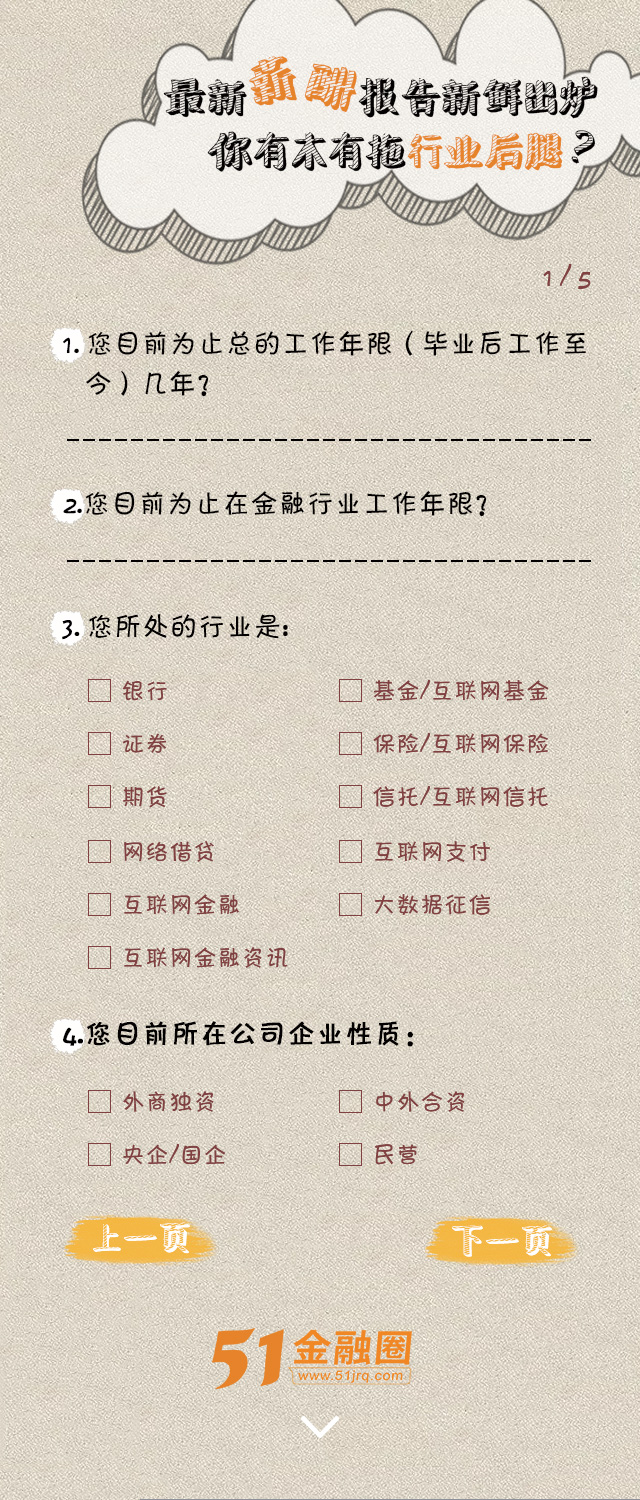 最新薪酬报告新鲜出炉
你有木有拖行业后腿？
1/5
1.您目前为止总的工作年限（毕业后工作至
今）几年？
2.您目前为止在金融行业工作年限？
3.您所处的行业是：
银行 基金/互联网基金
证券 保险/互联网保险
期货 信托/互联网信托
网络借贷 互联网支付
互联网金融 大数据征信
互联网金融资讯
4.您目前所在公司企业性质：
外商独资 中外合资
央企/国企 民营
上一页 下一页
51金融圈
www.51jrq.com